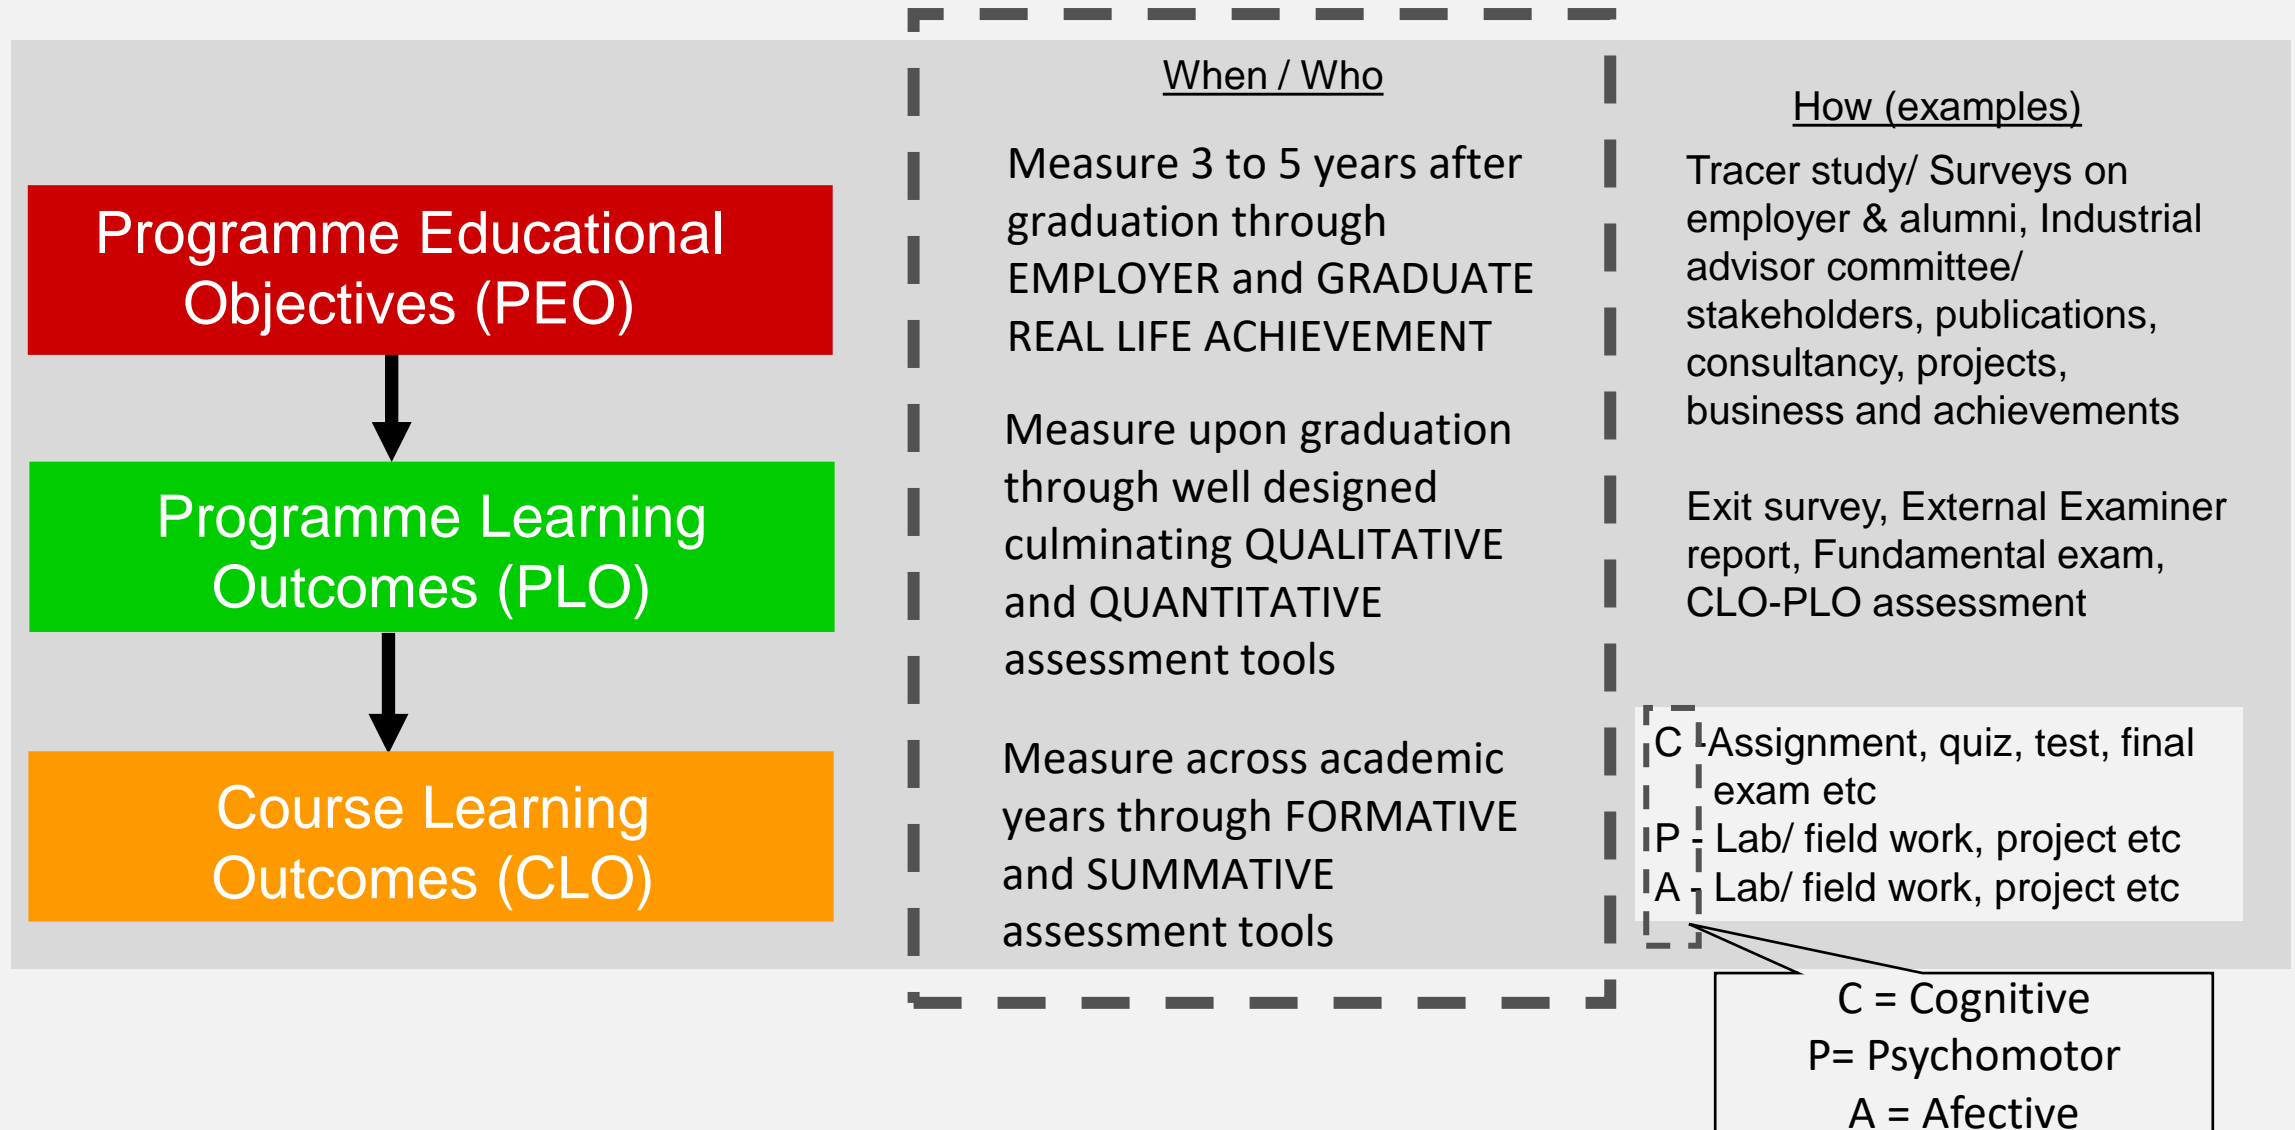 Programme Educational
Objectives (PEO)
Programme Learning
Outcomes (PLO)
Course Learning
Outcomes (CLO)
When / Who
Measure 3 to 5 years after
graduation through
EMPLOYER and GRADUATE
REAL LIFE ACHIEVEMENT
Measure upon graduation
through well designed
culminating QUALITATIVE
and QUANTITATIVE
assessment tools
Measure across academic
years through FORMATIVE
and SUMMATIVE
assessment tools
How (examples)
Tracer study/ Surveys on
employer & alumni, Industrial
advisor committee/
stakeholders, publications,
consultancy, projects,
business and achievements
Exit survey, External Examiner
report, Fundamental exam,
CLO-PLO assessment
C -Assignment, quiz, test, final
exam etc
P - Lab/ field work, project etc
A - Lab/ field work, project etc
C = Cognitive
P= Psychomotor
A = Afective